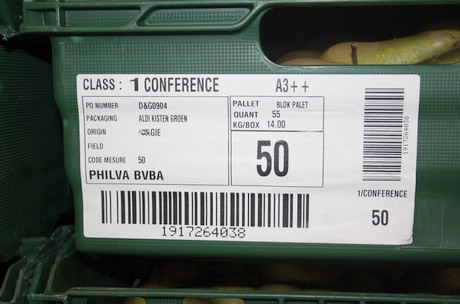 CLASS : 1 CONFERENCE A3++
PO NUMBER D&G0904
PACKAGING ALDI KISTEN GROEN
ORIGIN
FIELD
CODE MESURE 50
PHILVA BVBA
PALLET BLOK PALET
QUANT 55
KG/BOX 14.00
50
1917264038
1917264038
1/CONFERENCE
50